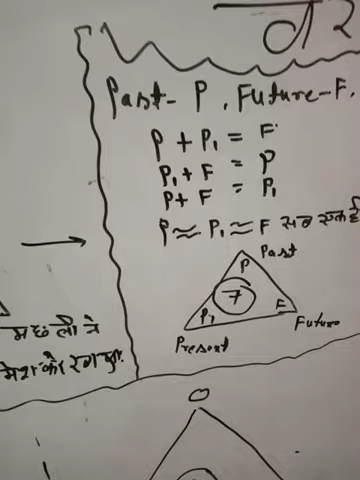 Past - P, Future - F,
P + P₁ = F
P₁ + F = P
P + F = P₁
P ≈ P₁ ≈ F सब एक है
Past
P
7
P₁ F
Future
Present
मछली ने
O